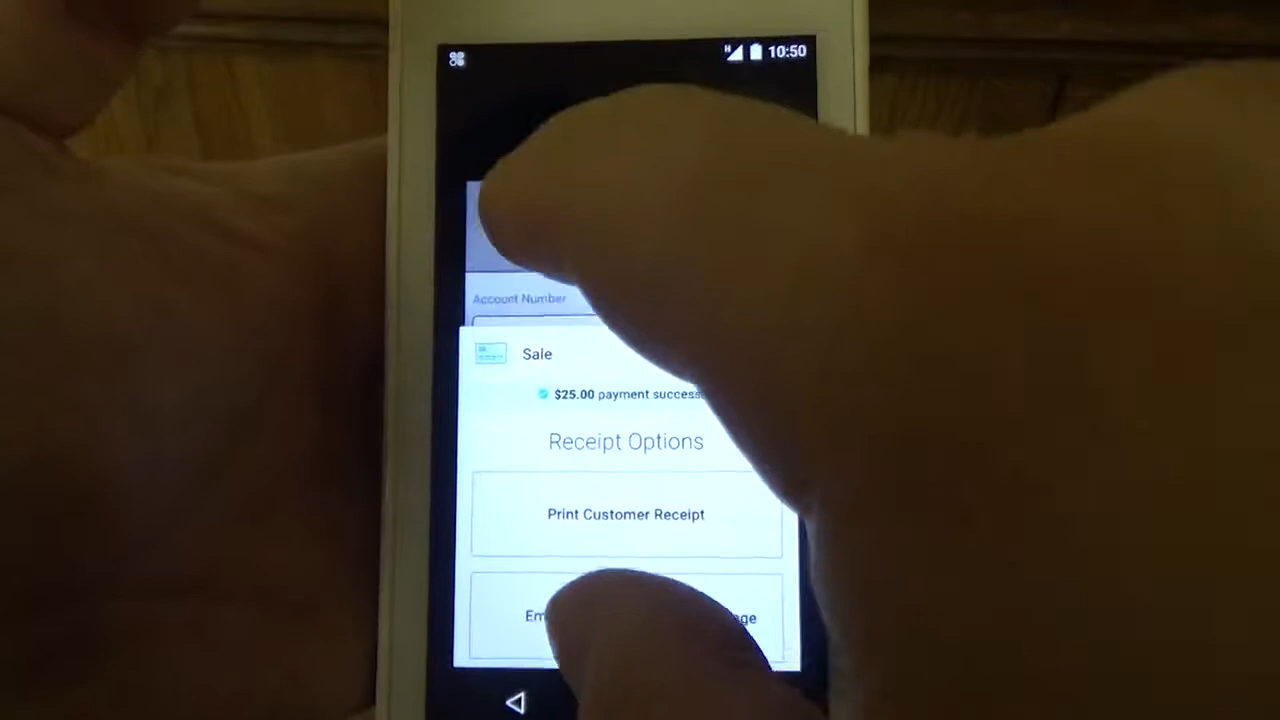 H 10:50
Account Number
Sale
$25.00 payment success
Receipt Options
Print Customer Receipt